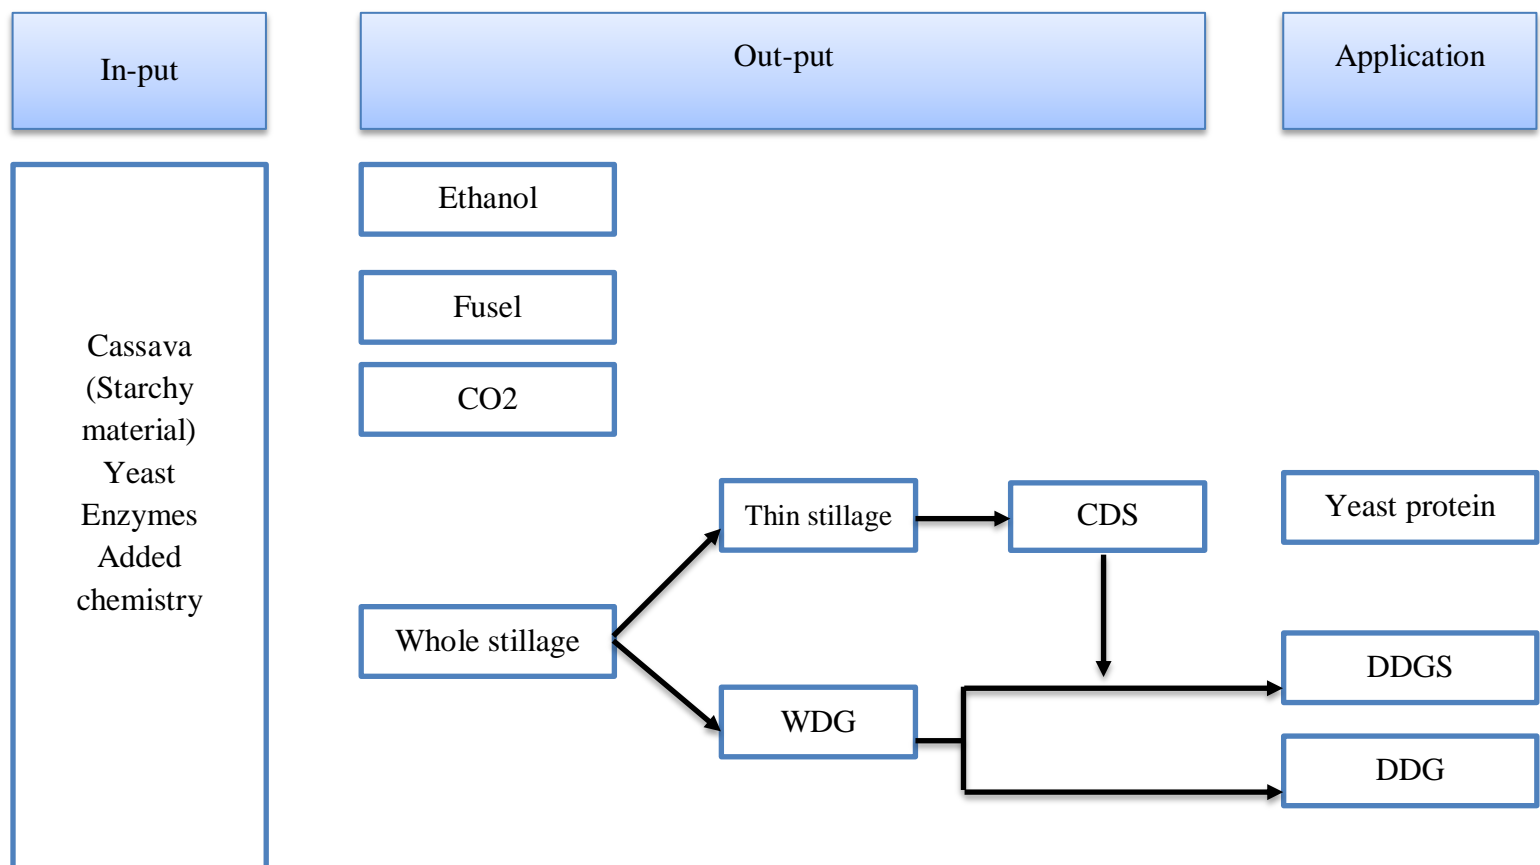 In-put
Out-put
Application
Cassava
(Starchy
material)
Yeast
Enzymes
Added
chemistry
Ethanol
Fusel
CO2
Whole stillage
Thin stillage
WDG
CDS
Yeast protein
DDGS
DDG